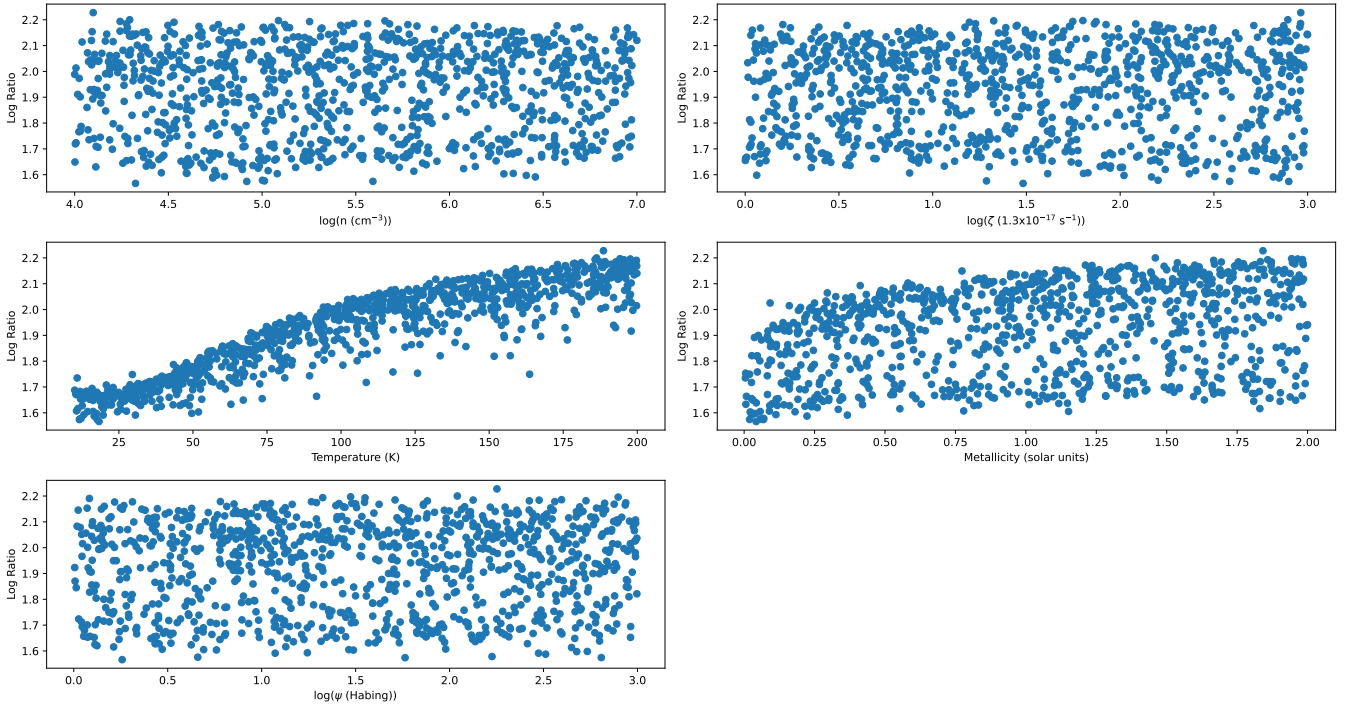 2.2
2.1
2.0
1.9
1.8
1.7
1.6
Log Ratio
4.0 4.5 5.0 5.5 6.0 6.5 7.0
log(n (cm⁻³))
2.2
2.1
2.0
1.9
1.8
1.7
1.6
Log Ratio
0.0 0.5 1.0 1.5 2.0 2.5 3.0
log(ζ (1.3x10⁻¹⁷ s⁻¹))
2.2
2.1
2.0
1.9
1.8
1.7
1.6
Log Ratio
25 50 75 100 125 150 175 200
Temperature (K)
2.2
2.1
2.0
1.9
1.8
1.7
1.6
Log Ratio
0.00 0.25 0.50 0.75 1.00 1.25 1.50 1.75 2.00
Metallicity (solar units)
2.2
2.1
2.0
1.9
1.8
1.7
1.6
Log Ratio
0.0 0.5 1.0 1.5 2.0 2.5 3.0
log(ψ (Habing))